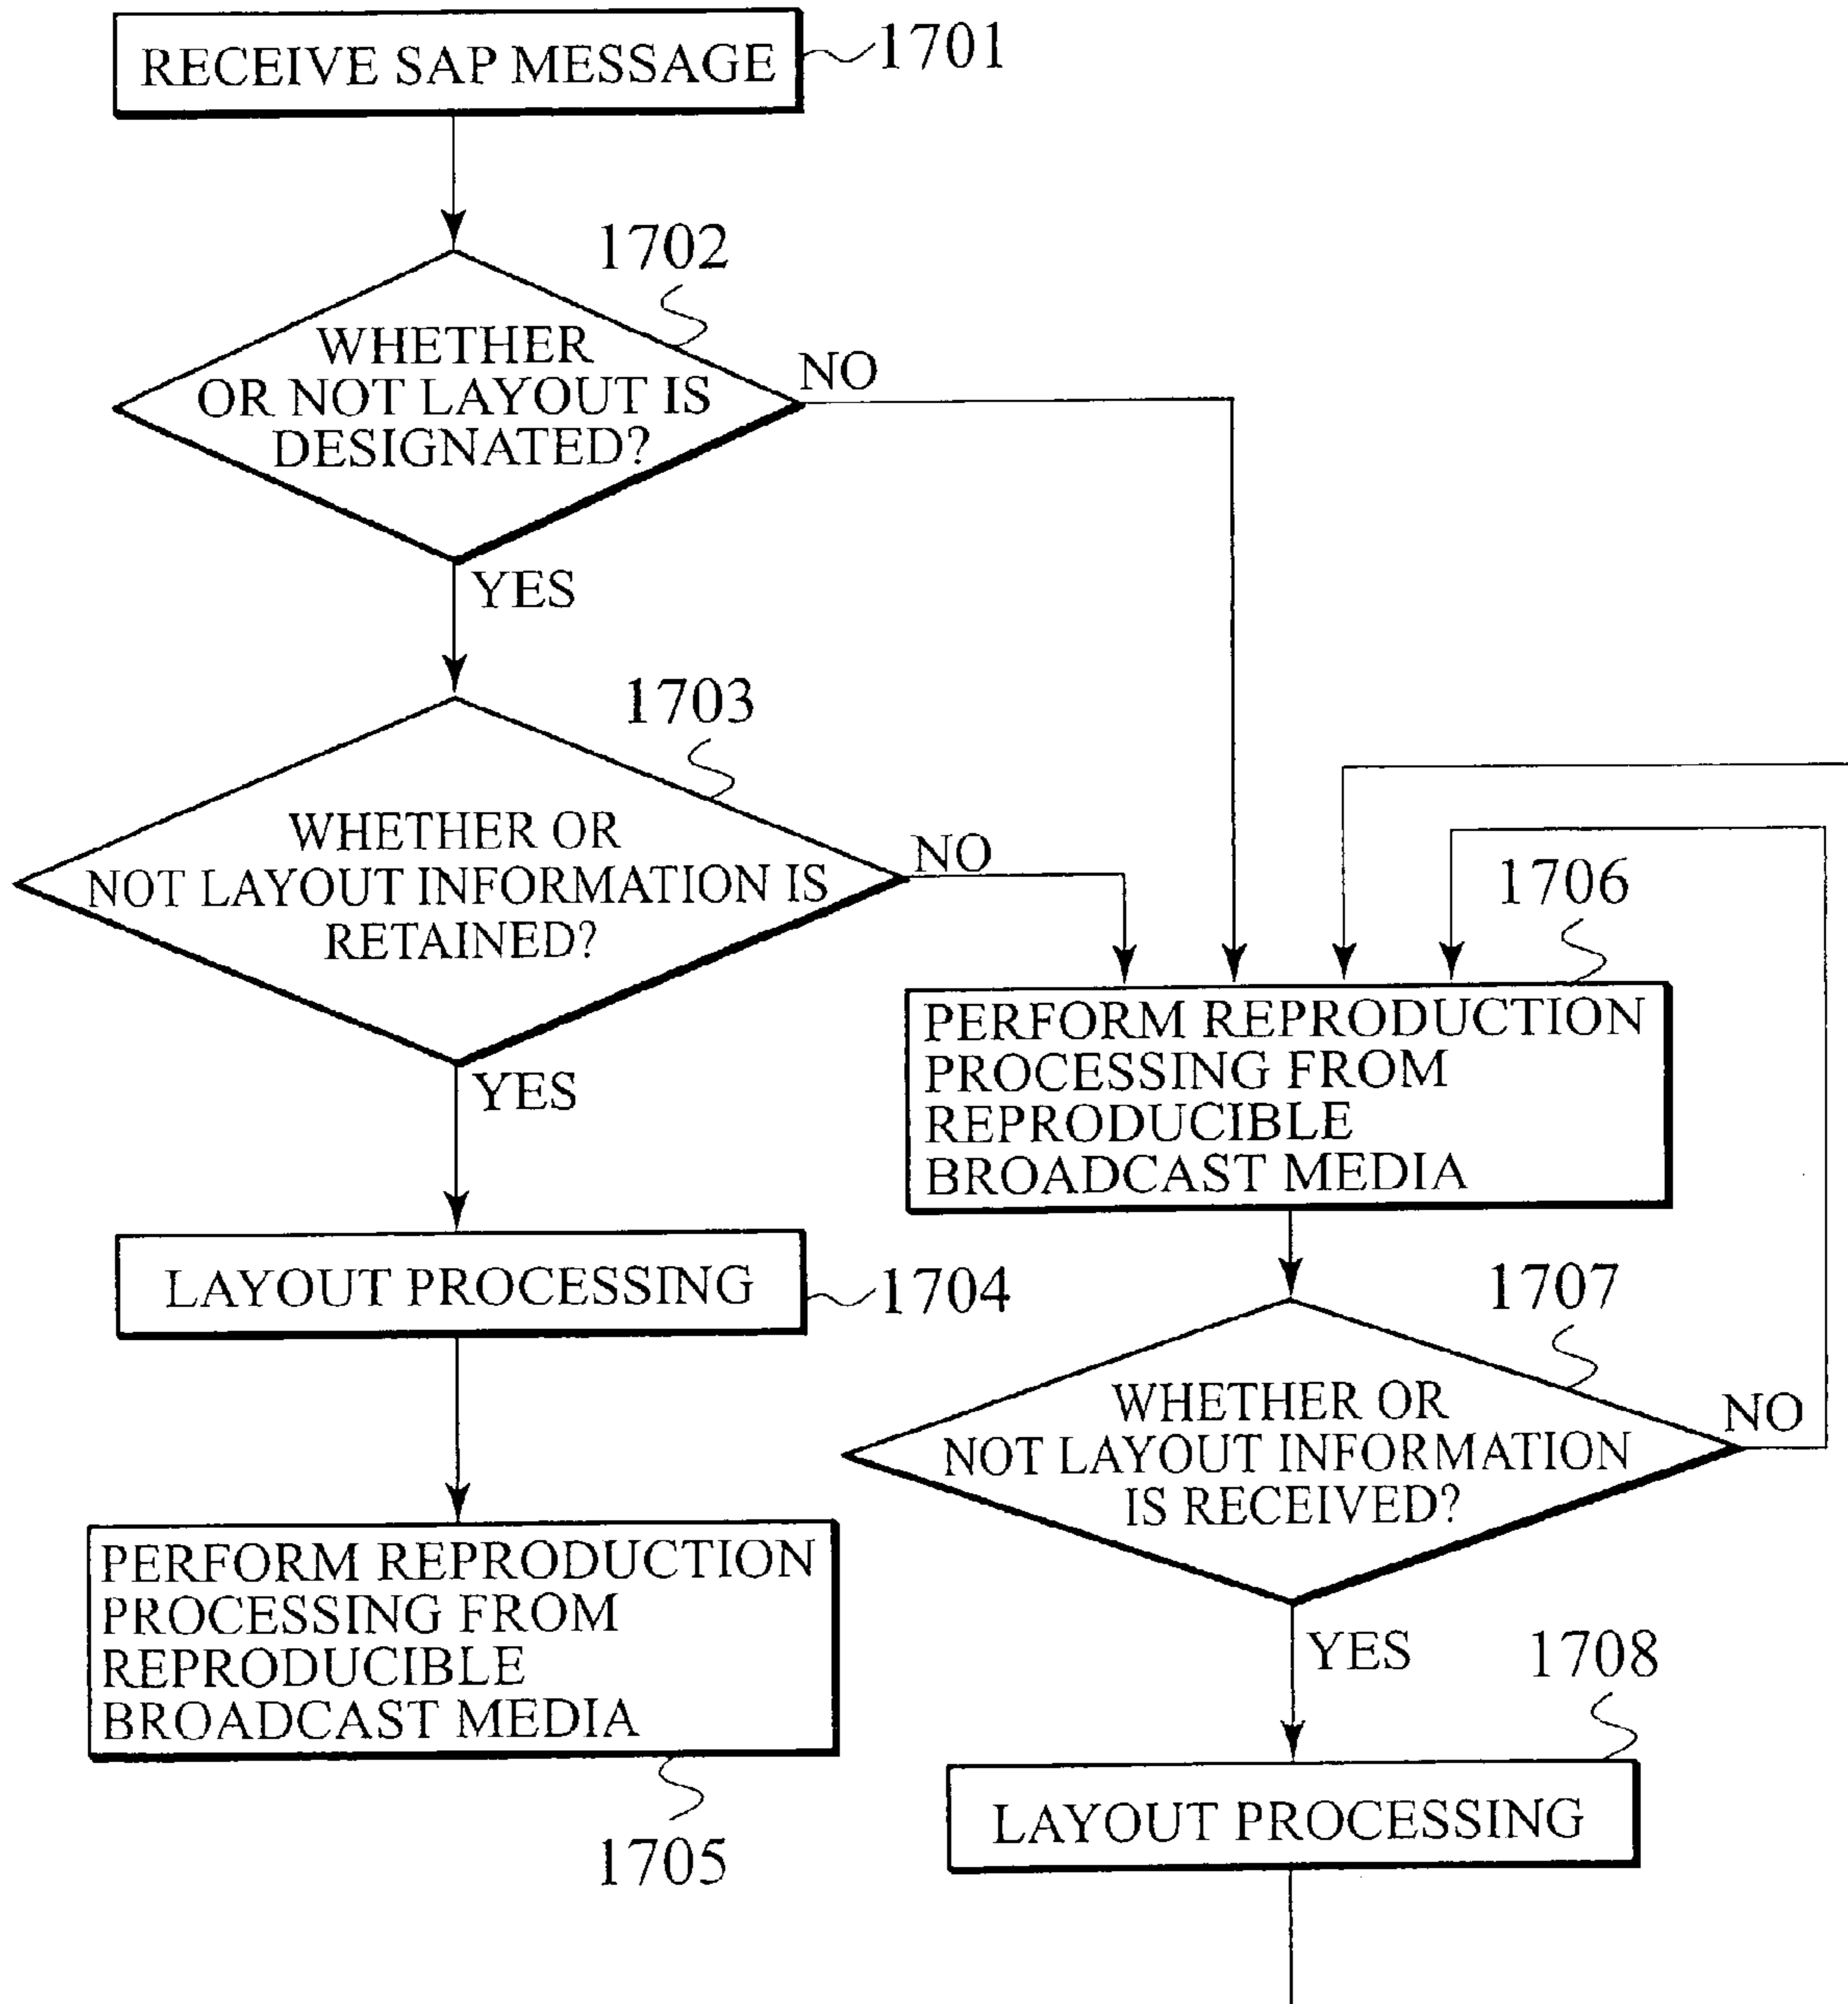 RECEIVE SAP MESSAGE
1701
1702
WHETHER
OR NOT LAYOUT IS
DESIGNATED?
NO
YES
1703
WHETHER OR
NOT LAYOUT INFORMATION IS
RETAINED?
NO
YES
LAYOUT PROCESSING
1704
PERFORM REPRODUCTION
PROCESSING FROM
REPRODUCIBLE
BROADCAST MEDIA
1705
1706
PERFORM REPRODUCTION
PROCESSING FROM
REPRODUCIBLE
BROADCAST MEDIA
1707
WHETHER OR
NOT LAYOUT INFORMATION
IS RECEIVED?
NO
YES
1708
LAYOUT PROCESSING